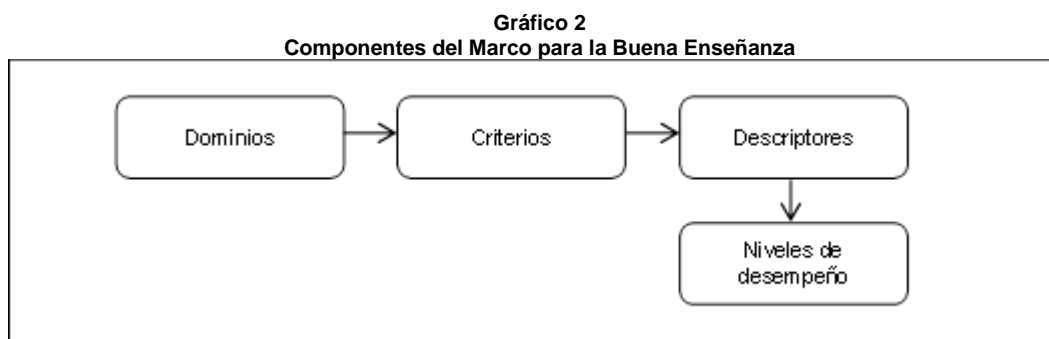 Gráfico 2
Componentes del Marco para la Buena Enseñanza
Dominios
Criterios
Descriptores
Niveles de
desempeño